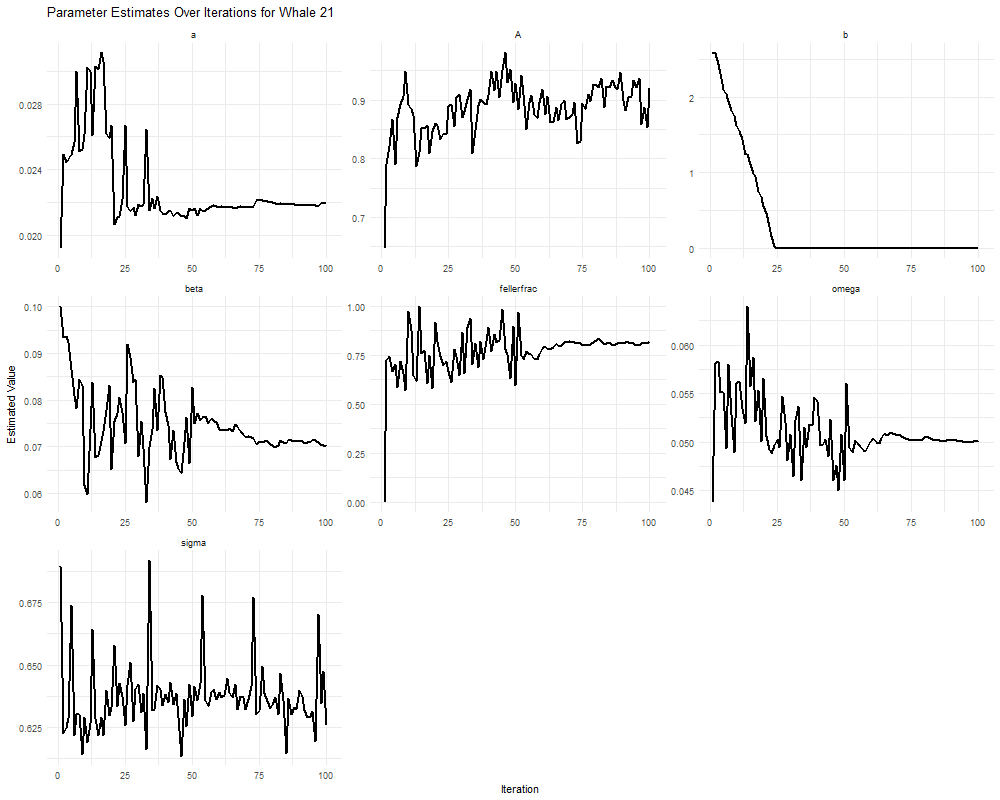 Parameter Estimates Over Iterations for Whale 21
a
A
b
0.028
0.024
0.020
0.9
0.8
0.7
2
1
0
0 25 50 75 100
0 25 50 75 100
0 25 50 75 100
beta
fellerfrac
omega
0.10
0.09
0.08
0.07
0.06
1.00
0.75
0.50
0.25
0.00
0.060
0.055
0.050
0.045
0 25 50 75 100
0 25 50 75 100
0 25 50 75 100
sigma
0.675
0.650
0.625
0 25 50 75 100
Estimated Value
Iteration